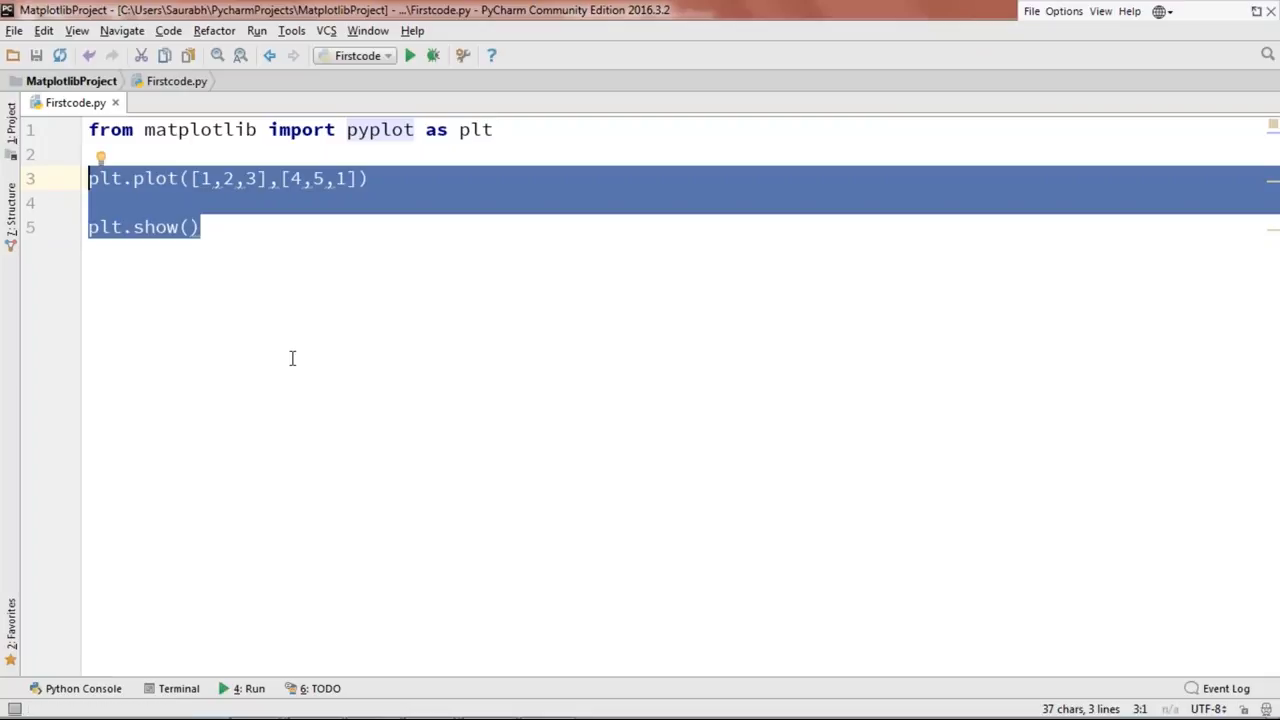 MatplotlibProject - [C:\Users\Saurabh\PycharmProjects\MatplotlibProject] - ...\Firstcode.py - PyCharm Community Edition 2016.3.2
File Options View Help
File Edit View Navigate Code Refactor Run Tools VCS Window Help
Firstcode
MatplotlibProject Firstcode.py
Firstcode.py
1: Project
Z: Structure
2: Favorites
1 from matplotlib import pyplot as plt
2
3 plt.plot([1,2,3],[4,5,1])
4
5 plt.show()
Python Console Terminal 4: Run 6: TODO Event Log
37 chars, 3 lines 3:1 n/a UTF-8